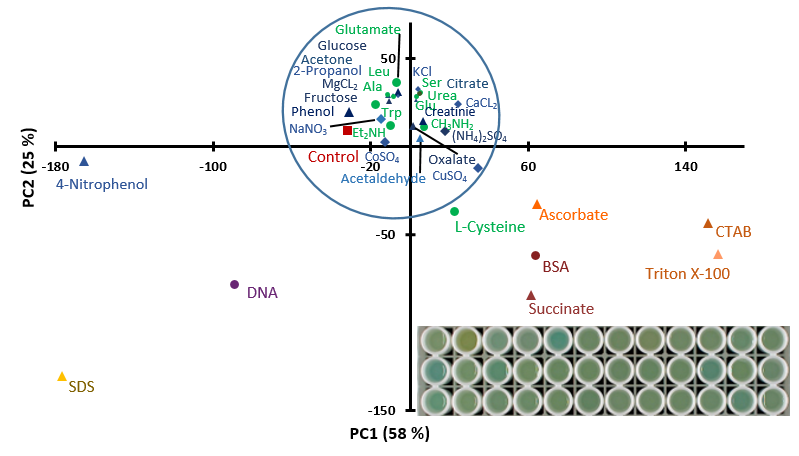 Glutamate
Glucose
Acetone
2-Propanol
Leu
KCl
MgCL2
Ala
Ser
Citrate
Fructose
Urea
Glu
CaCL2
Phenol
Trp
Creatinie
NaNO3
Et2NH
CH3NH2
(NH4)2SO4
Control
CoSO4
Oxalate
Acetaldehyde
CuSO4
50
-180
-100
-20
60
140
4-Nitrophenol
PC2 (25 %)
L-Cysteine
Ascorbate
-50
CTAB
BSA
Triton X-100
DNA
Succinate
SDS
-150
PC1 (58 %)